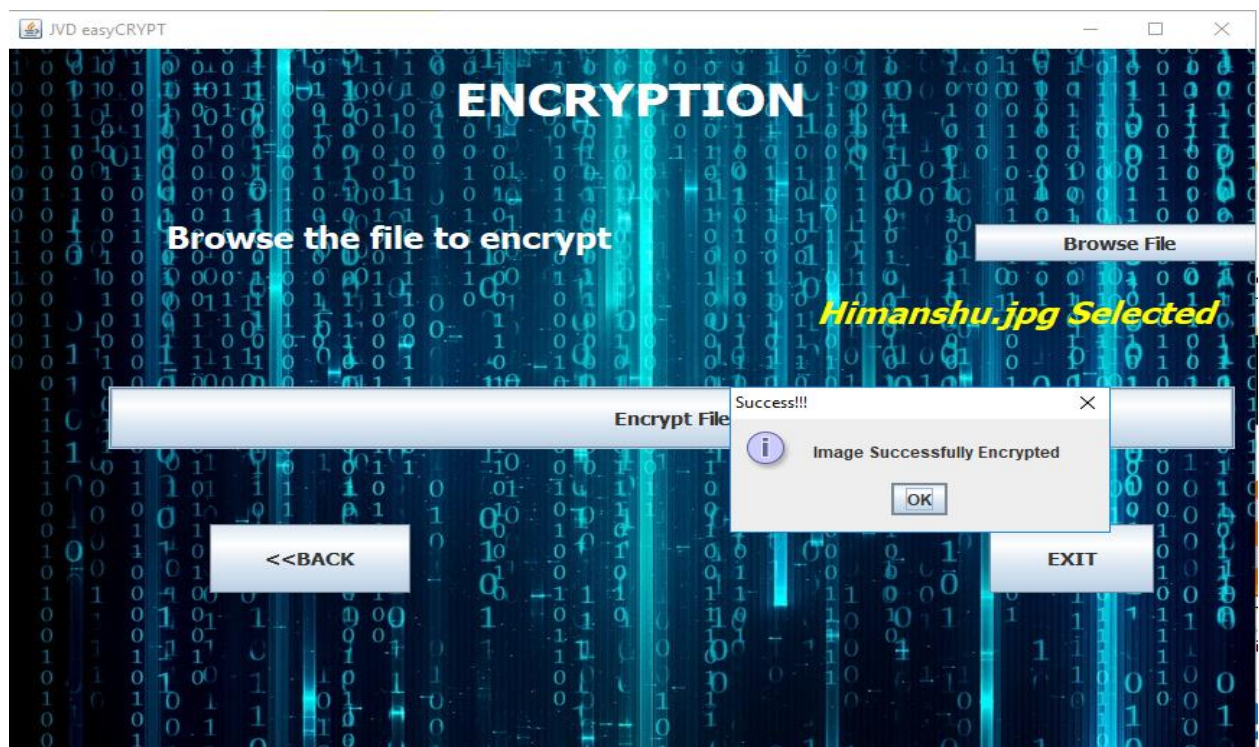 JVD easyCRYPT
ENCRYPTION
Browse the file to encrypt
Browse File
Himanshu.jpg Selected
Encrypt File
Success!!!
Image Successfully Encrypted
OK
<<BACK
EXIT